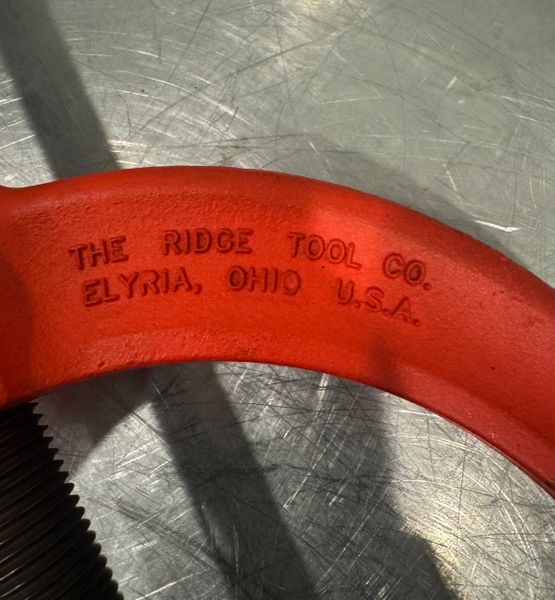 THE RIDGE TOOL CO.
ELYRIA, OHIO U.S.A.